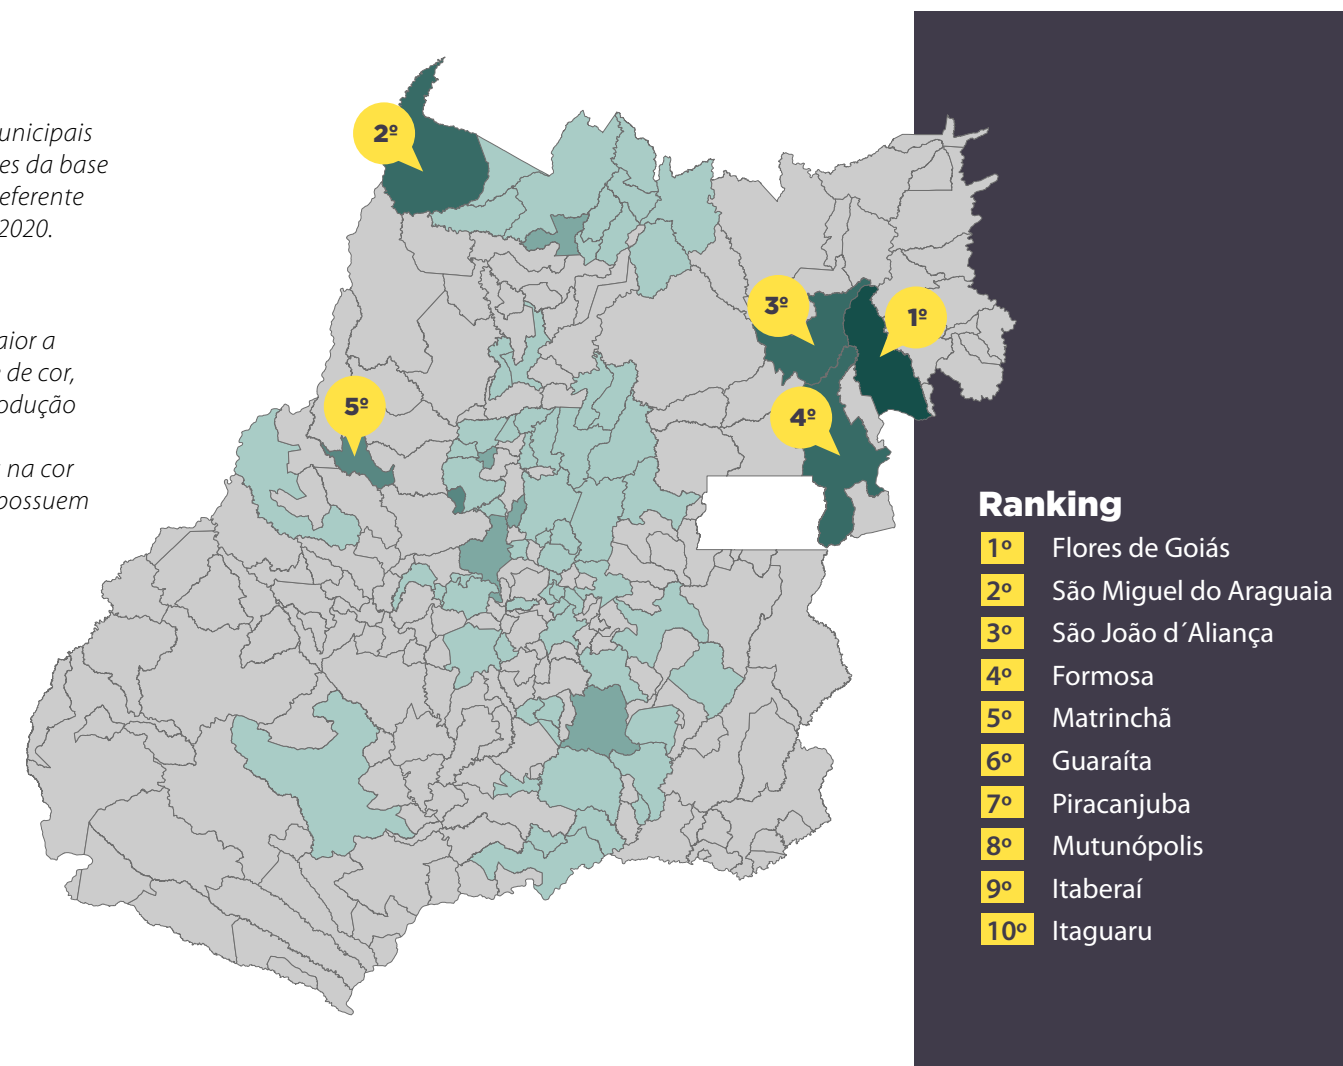 unicipais
es da base
eferente
2020.
aior a
de cor,
odução
na cor
possuem
2º
3º
1º
5º
4º
Ranking
1º Flores de Goiás
2º São Miguel do Araguaia
3º São João d´Aliança
4º Formosa
5º Matrinchã
6º Guaraíta
7º Piracanjuba
8º Mutunópolis
9º Itaberaí
10º Itaguaru